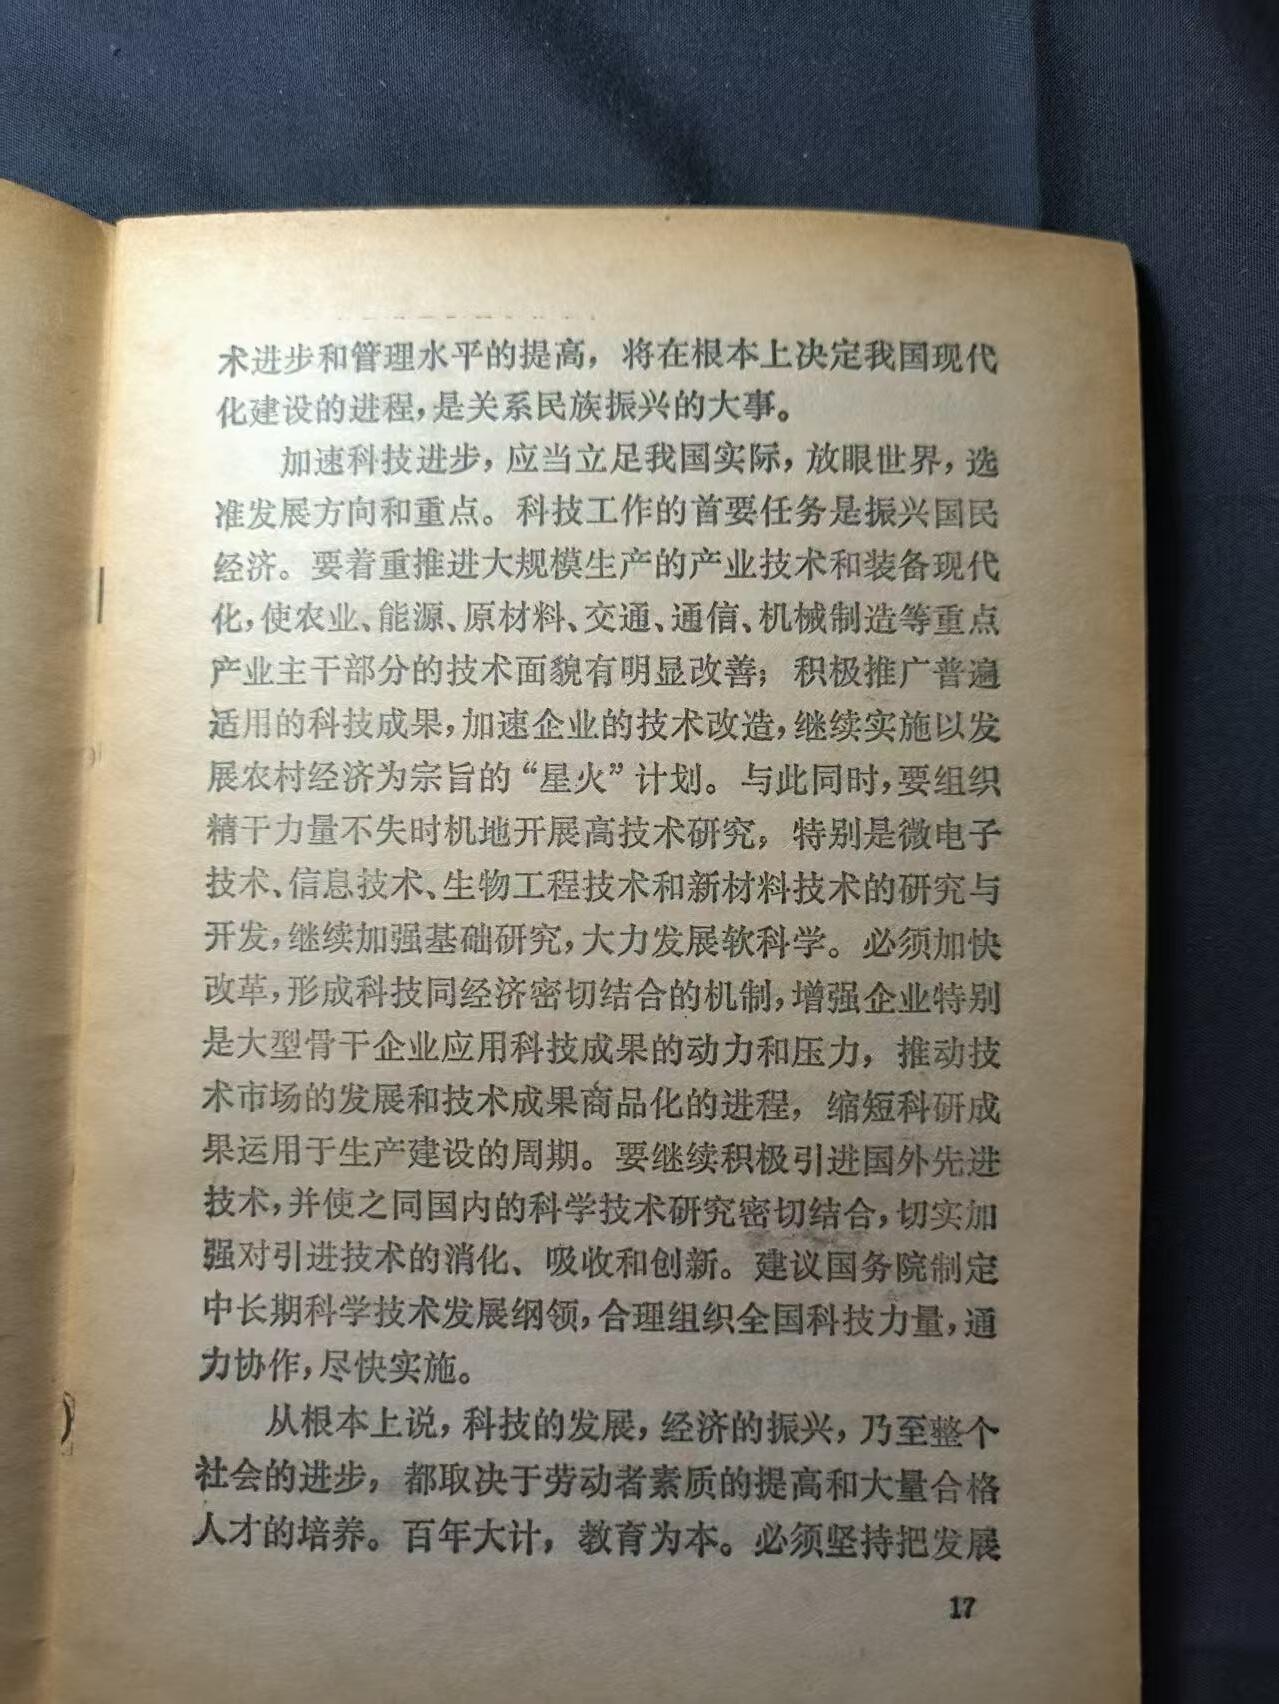 术进步和管理水平的提高，将在根本上决定我国现代
化建设的进程，是关系民族振兴的大事。
加速科技进步，应当立足我国实际，放眼世界，选
准发展方向和重点。科技工作的首要任务是振兴国民
经济。要着重推进大规模生产的产业技术和装备现代
化，使农业、能源、原材料、交通、通信、机械制造等重点
产业主干部分的技术面貌有明显改善；积极推广普遍
适用的科技成果，加速企业的技术改造，继续实施以发
展农村经济为宗旨的“星火”计划。与此同时，要组织
精干力量不失时机地开展高技术研究，特别是微电子
技术、信息技术、生物工程技术和新材料技术的研究与
开发，继续加强基础研究，大力发展软科学。必须加快
改革，形成科技同经济密切结合的机制，增强企业特别
是大型骨干企业应用科技成果的动力和压力，推动技
术市场的发展和技术成果商品化的进程，缩短科研成
果运用于生产建设的周期。要继续积极引进国外先进
技术，并使之同国内的科学技术研究密切结合，切实加
强对引进技术的消化、吸收和创新。建议国务院制定
中长期科学技术发展纲领，合理组织全国科技力量，通
力协作，尽快实施。
从根本上说，科技的发展，经济的振兴，乃至整个
社会的进步，都取决于劳动者素质的提高和大量合格
人才的培养。百年大计，教育为本。必须坚持把发展
17